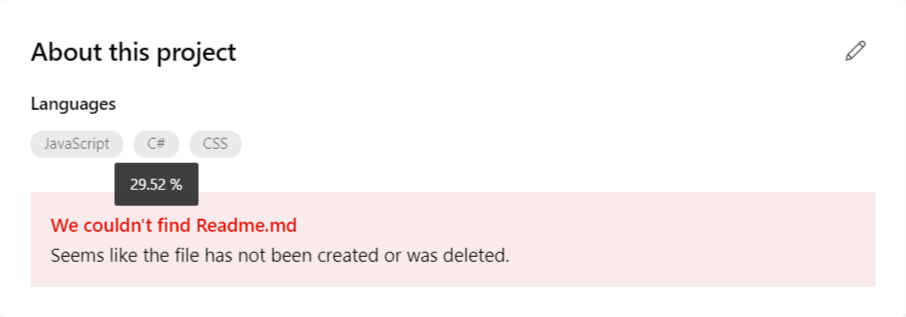 About this project
Languages
JavaScript C# CSS
29.52 %
We couldn't find Readme.md
Seems like the file has not been created or was deleted.